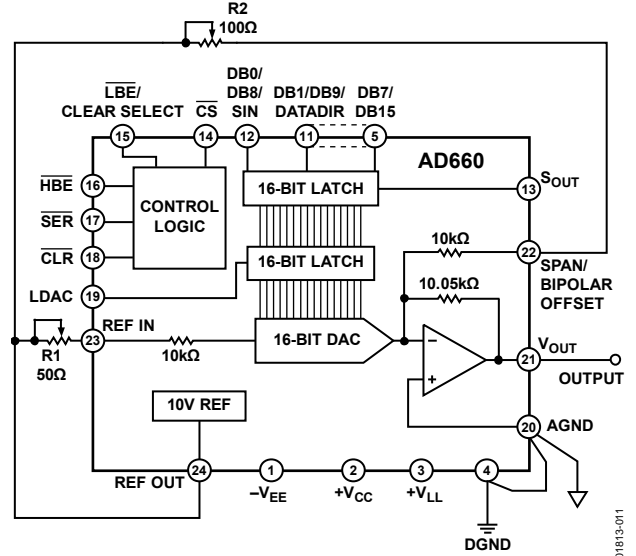 R2
100Ω
LBE/
CLEAR SELECT
CS
DB0/
DB8/
SIN
DB1/DB9/
DATADIR
DB7/
DB15
15
14
12
11
5
AD660
HBE
16
SER
17
CLR
18
LDAC
19
CONTROL
LOGIC
16-BIT LATCH
16-BIT LATCH
13
SOUT
10kΩ
22
SPAN/
BIPOLAR
OFFSET
10.05kΩ
REF IN
23
R1
50Ω
10kΩ
16-BIT DAC
−
+
VOUT
21
OUTPUT
10V REF
20
AGND
REF OUT
24
1
−VEE
2
+VCC
3
+VLL
4
DGND
01813-011